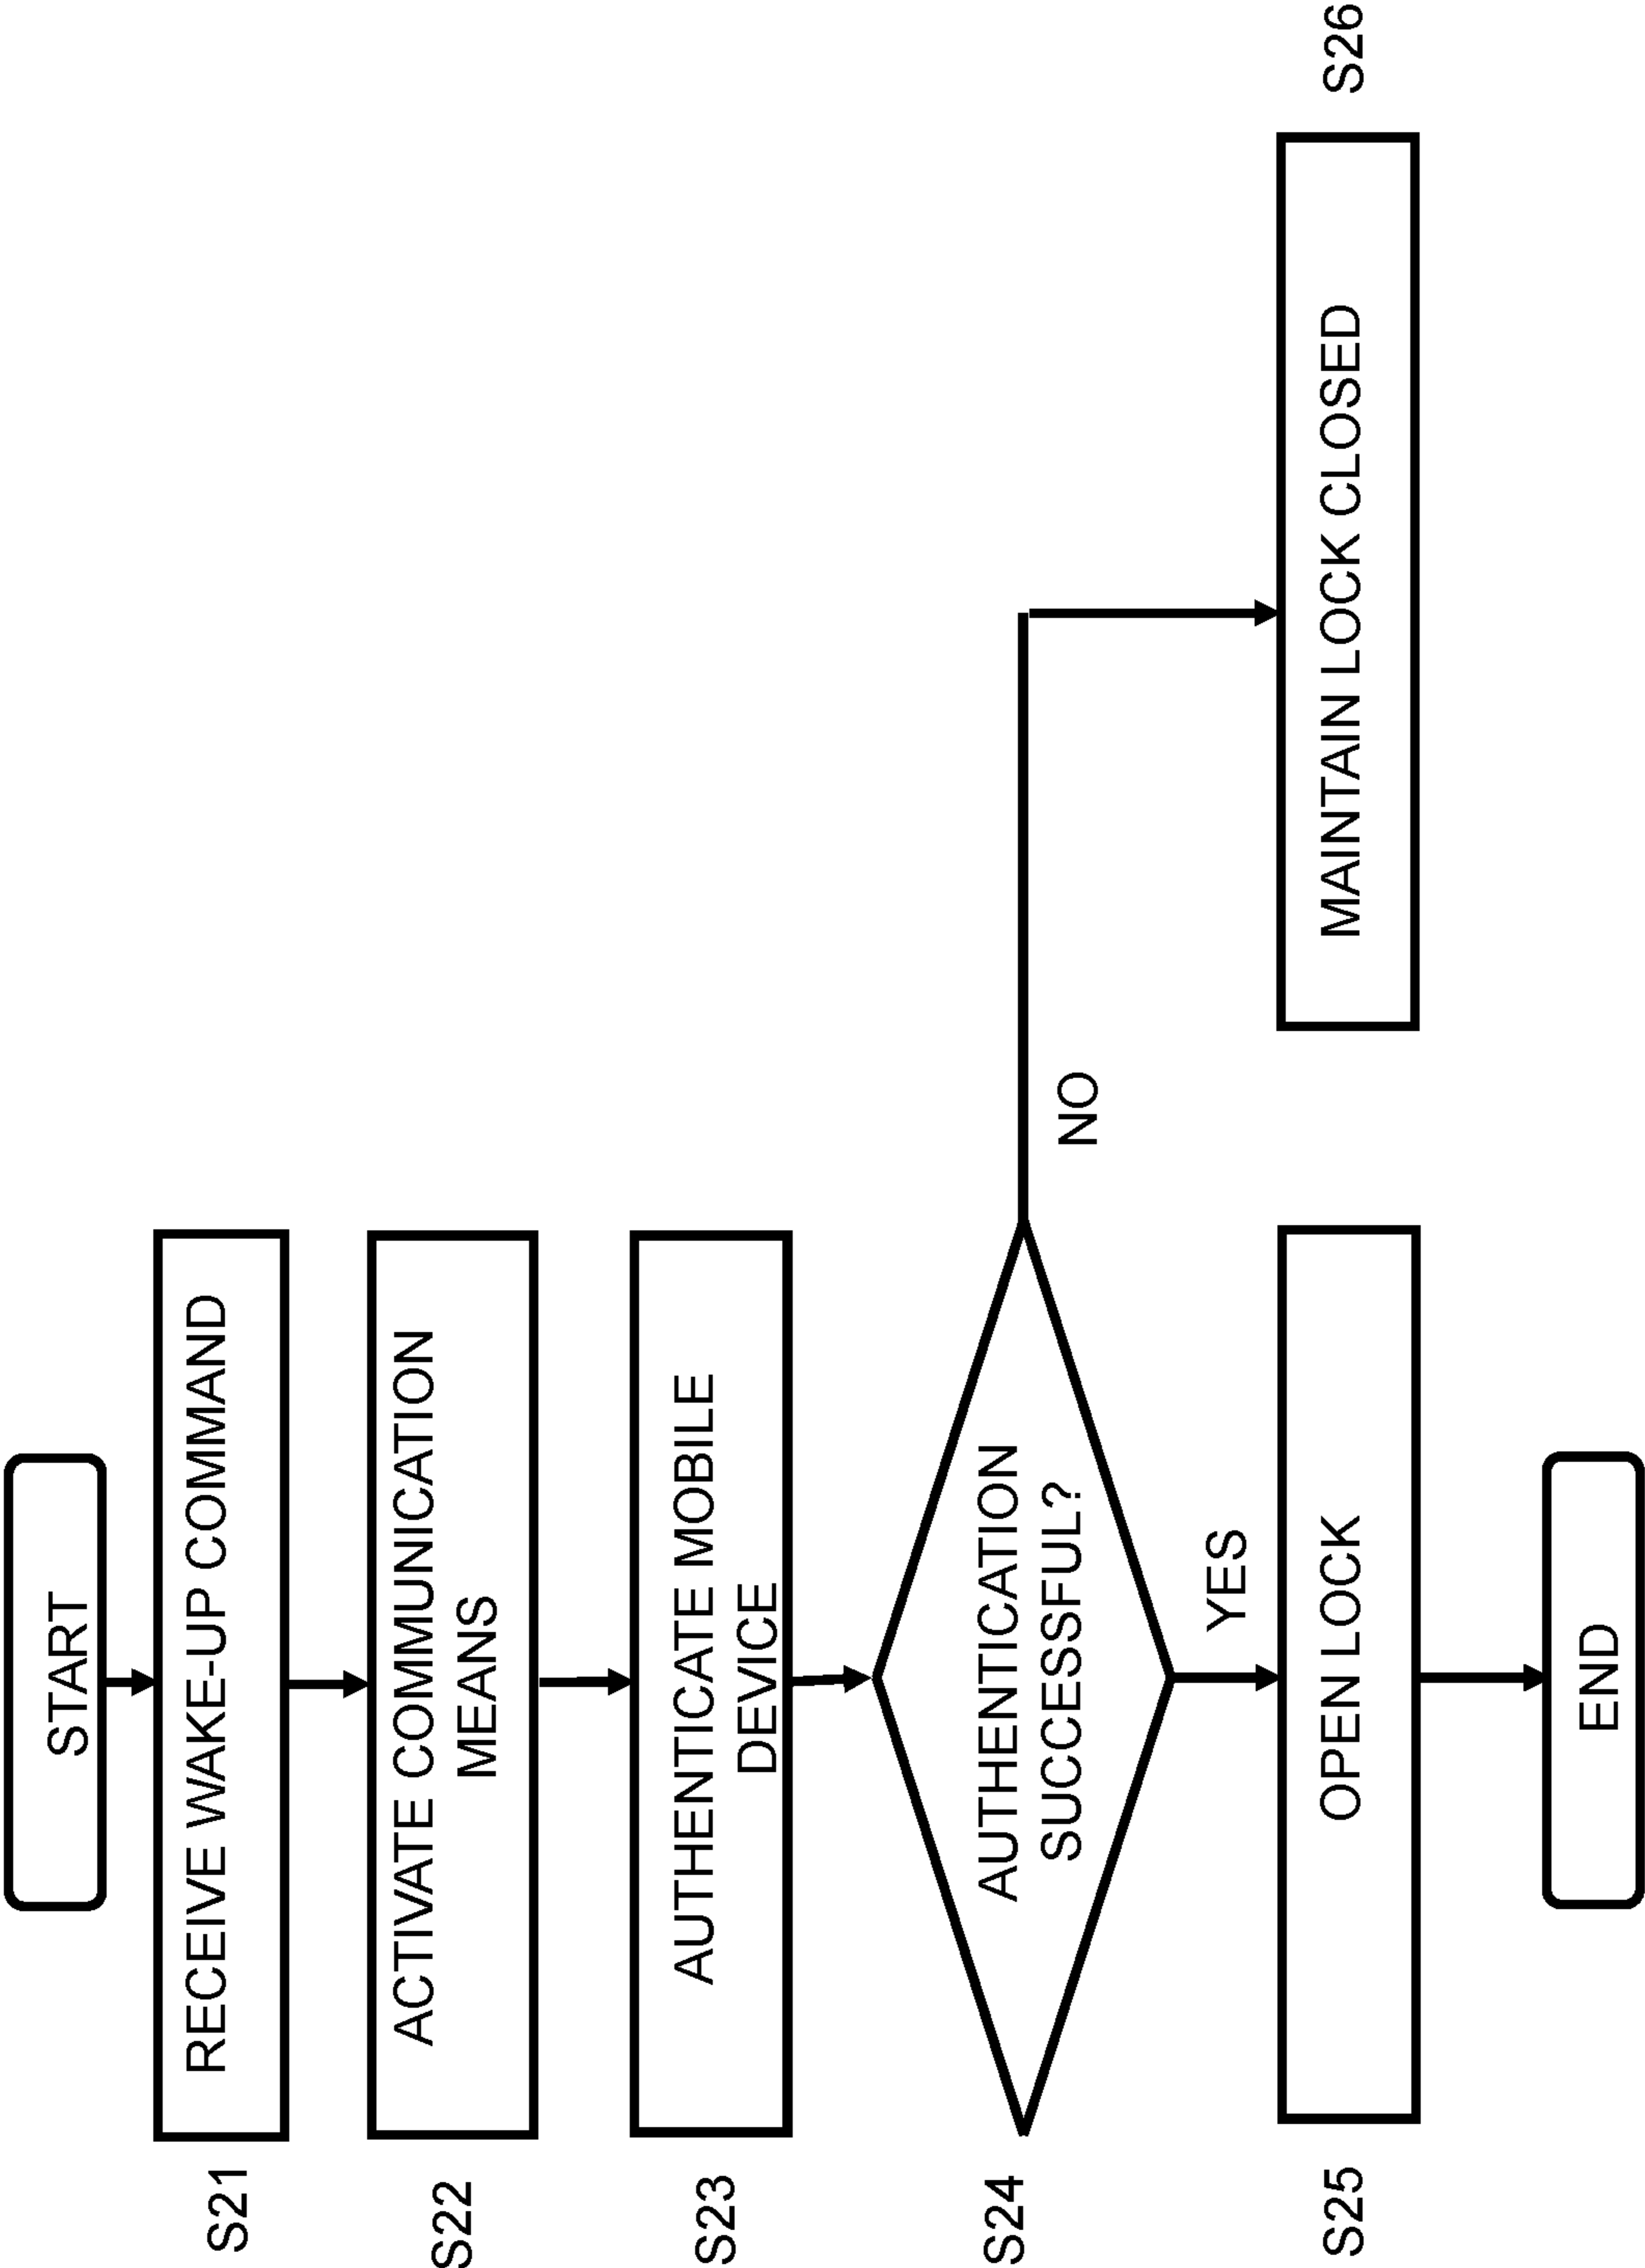 START
S21
RECEIVE WAKE-UP COMMAND
S22
ACTIVATE COMMUNICATION
MEANS
S23
AUTHENTICATE MOBILE
DEVICE
S24
AUTHENTICATION
SUCCESSFUL?
NO
YES
S25
OPEN LOCK
MAINTAIN LOCK CLOSED
S26
END